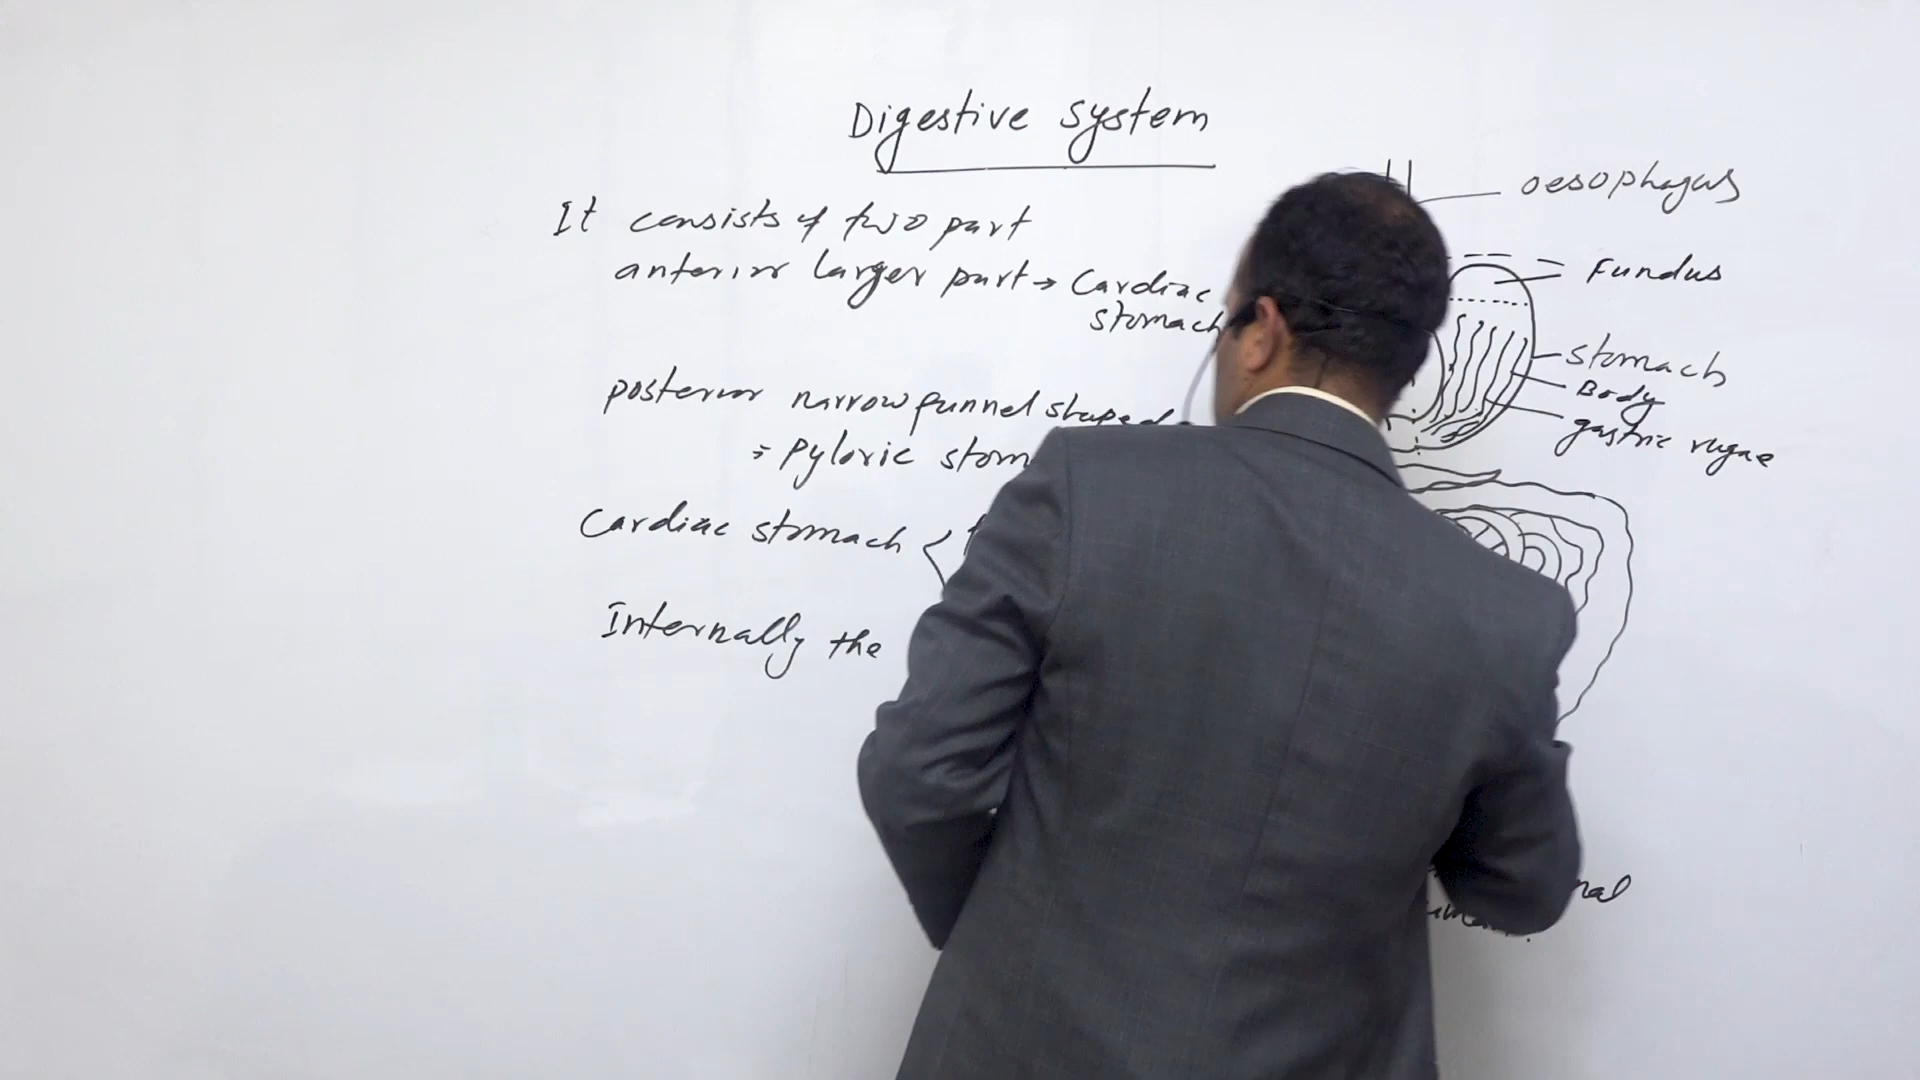 Digestive system
It consists of two part
anterior larger part → Cardiac
stomach
posterior narrow funnel shaped
= Pyloric stom
Cardiac stomach <
Internally the
oesophagus
Fundus
stomach
Body
gastric rugae
nal